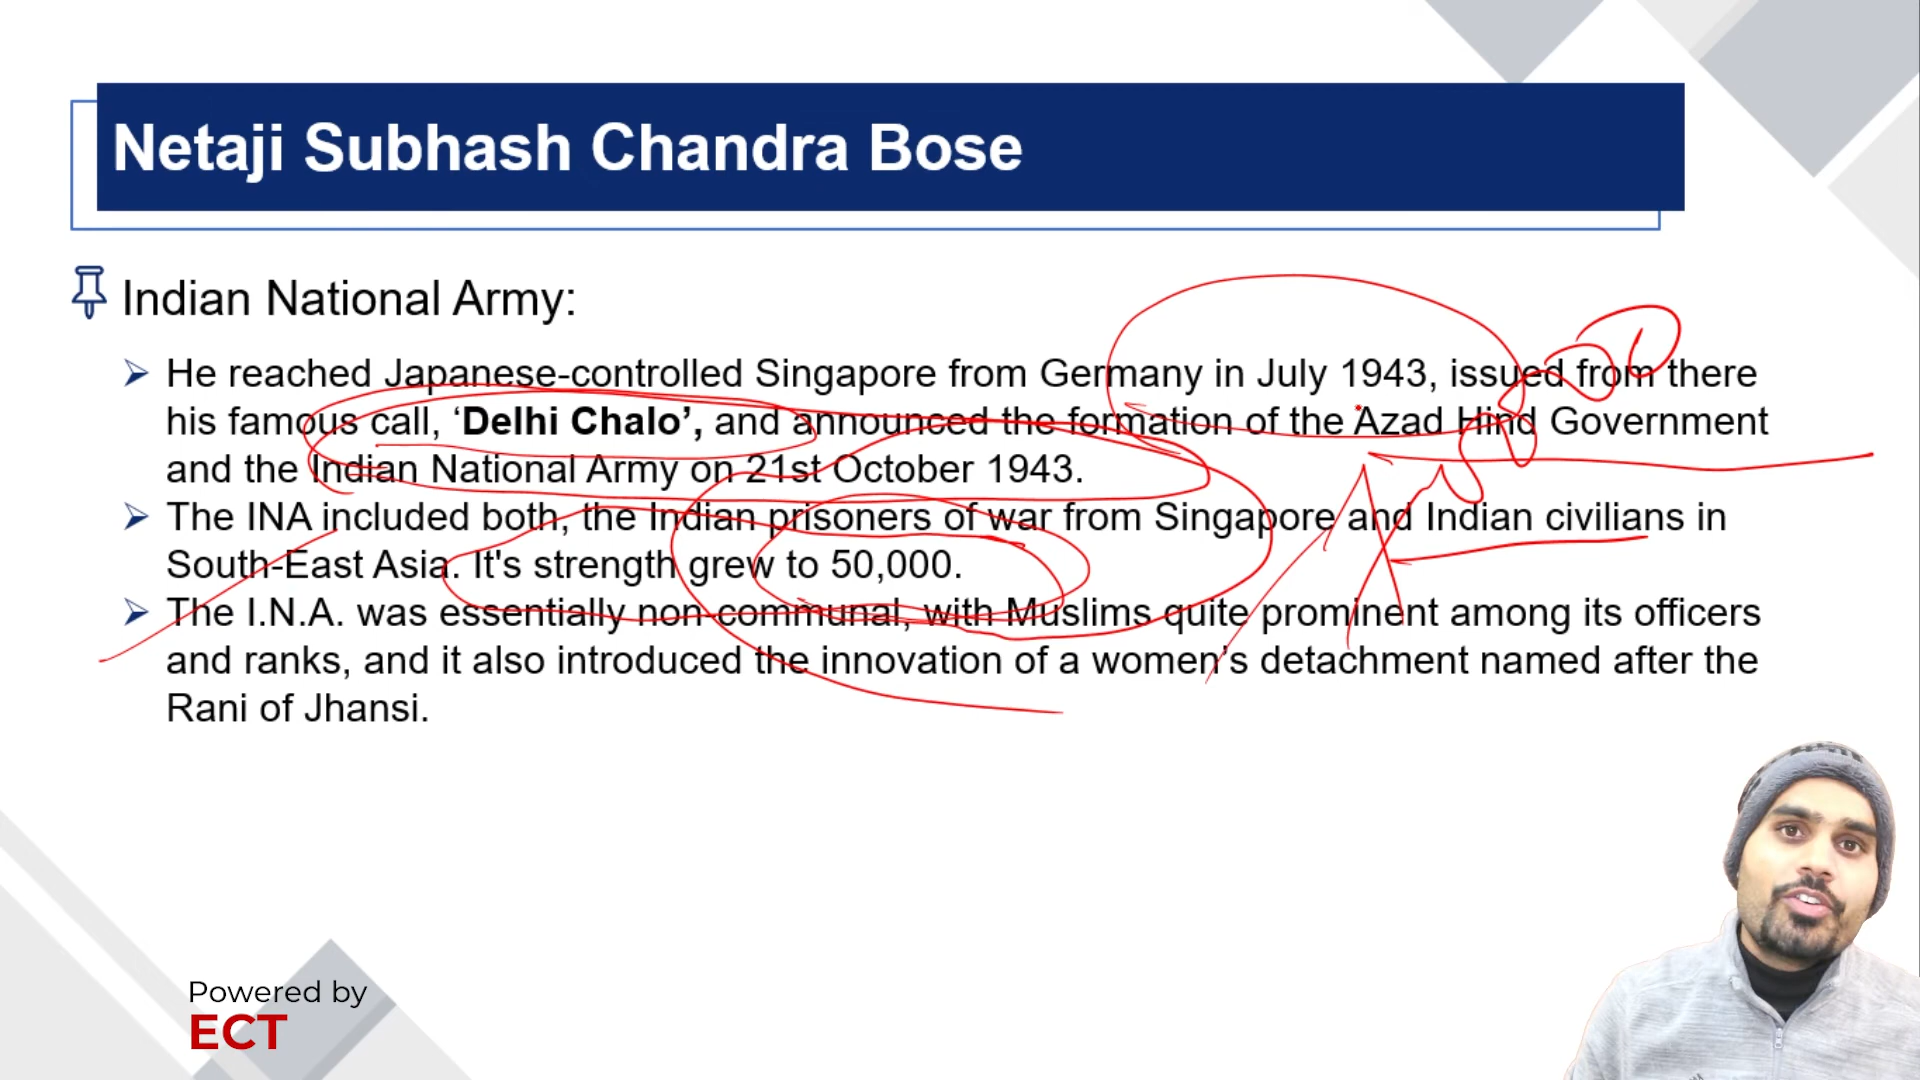 Netaji Subhash Chandra Bose
Indian National Army:
He reached Japanese-controlled Singapore from Germany in July 1943, issued from there
his famous call, ‘Delhi Chalo’, and announced the formation of the Azad Hind Government
and the Indian National Army on 21st October 1943.
The INA included both, the Indian prisoners of war from Singapore and Indian civilians in
South-East Asia. It's strength grew to 50,000.
The I.N.A. was essentially non-communal, with Muslims quite prominent among its officers
and ranks, and it also introduced the innovation of a women's detachment named after the
Rani of Jhansi.
Powered by
ECT